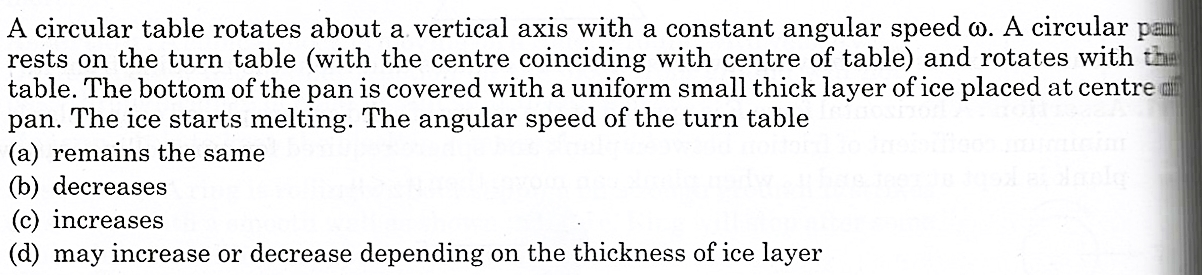 A circular table rotates about a vertical axis with a constant angular speed ω. A circular pan
rests on the turn table (with the centre coinciding with centre of table) and rotates with the
table. The bottom of the pan is covered with a uniform small thick layer of ice placed at centre of
pan. The ice starts melting. The angular speed of the turn table
(a) remains the same
(b) decreases
(c) increases
(d) may increase or decrease depending on the thickness of ice layer